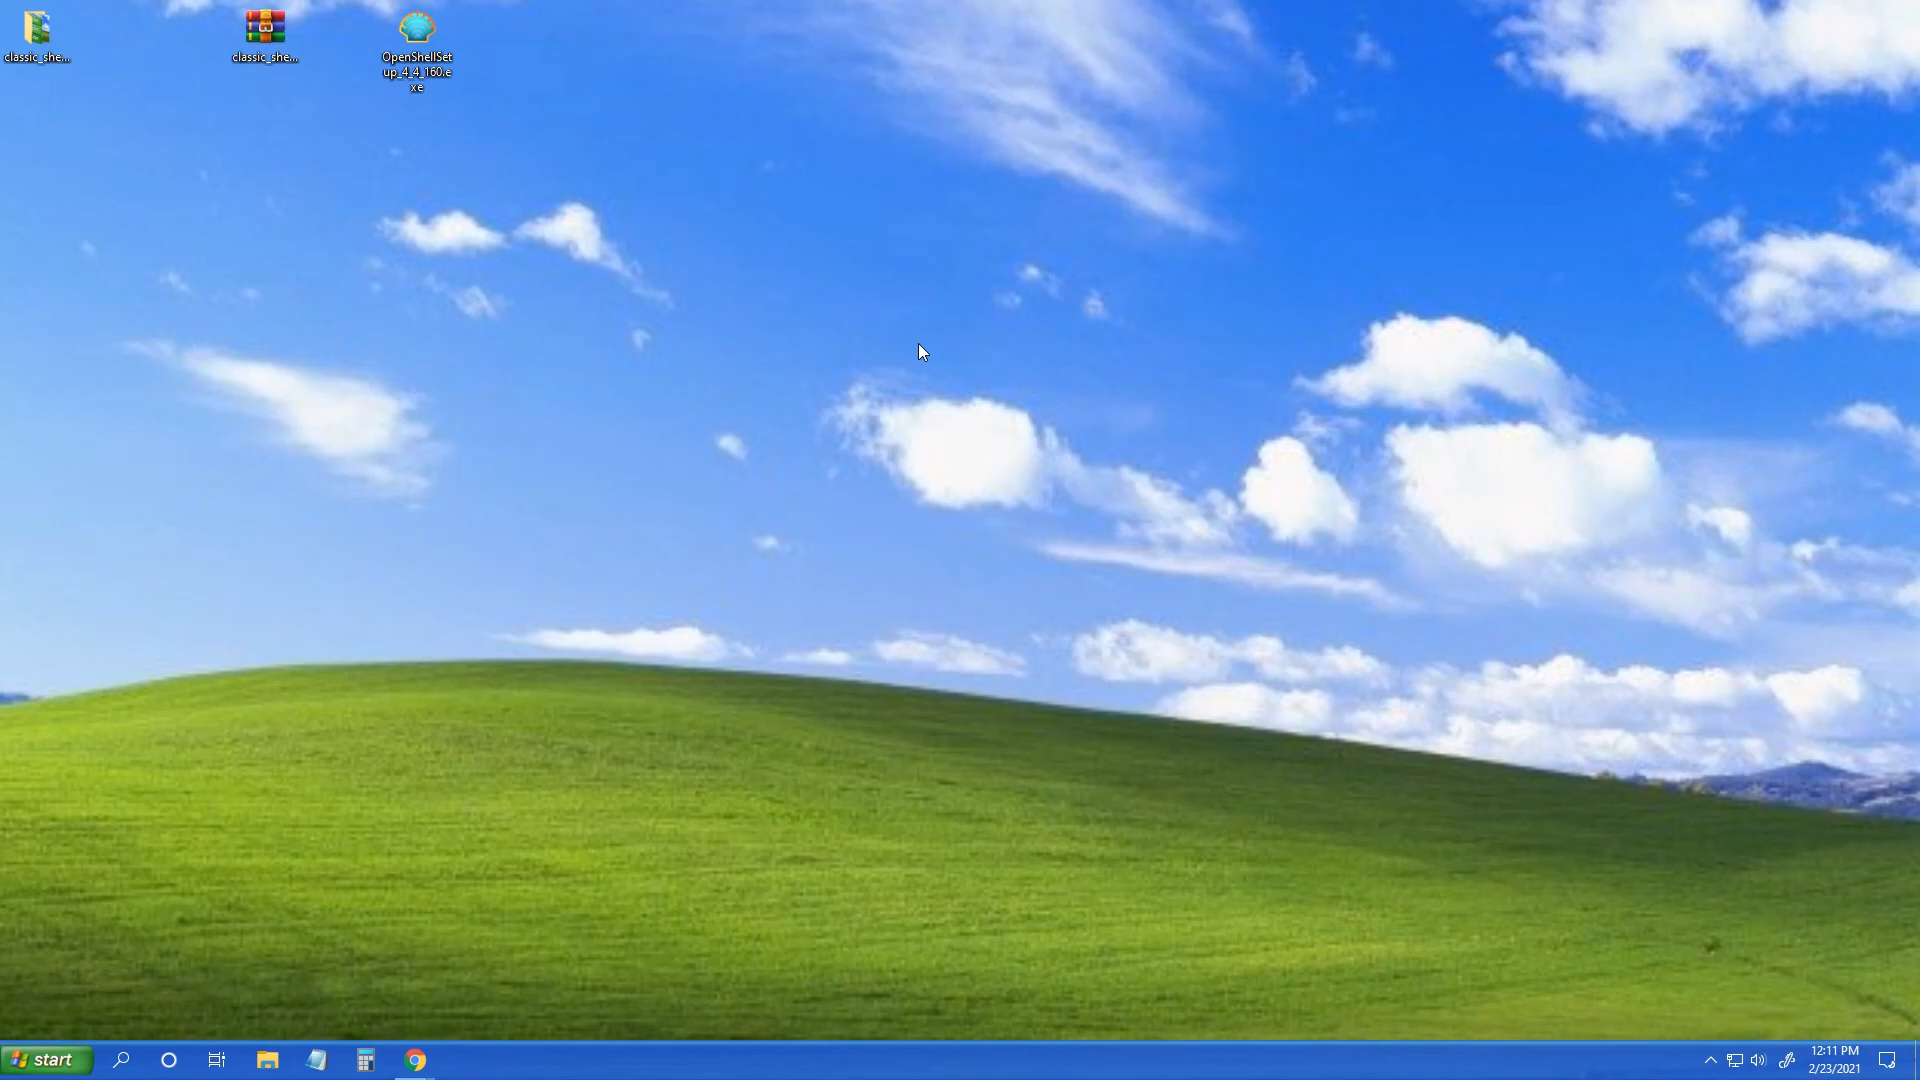 classic_she...
classic_she...
OpenShellSet
up_4_4_160.e
xe
start
12:11 PM
2/23/2021